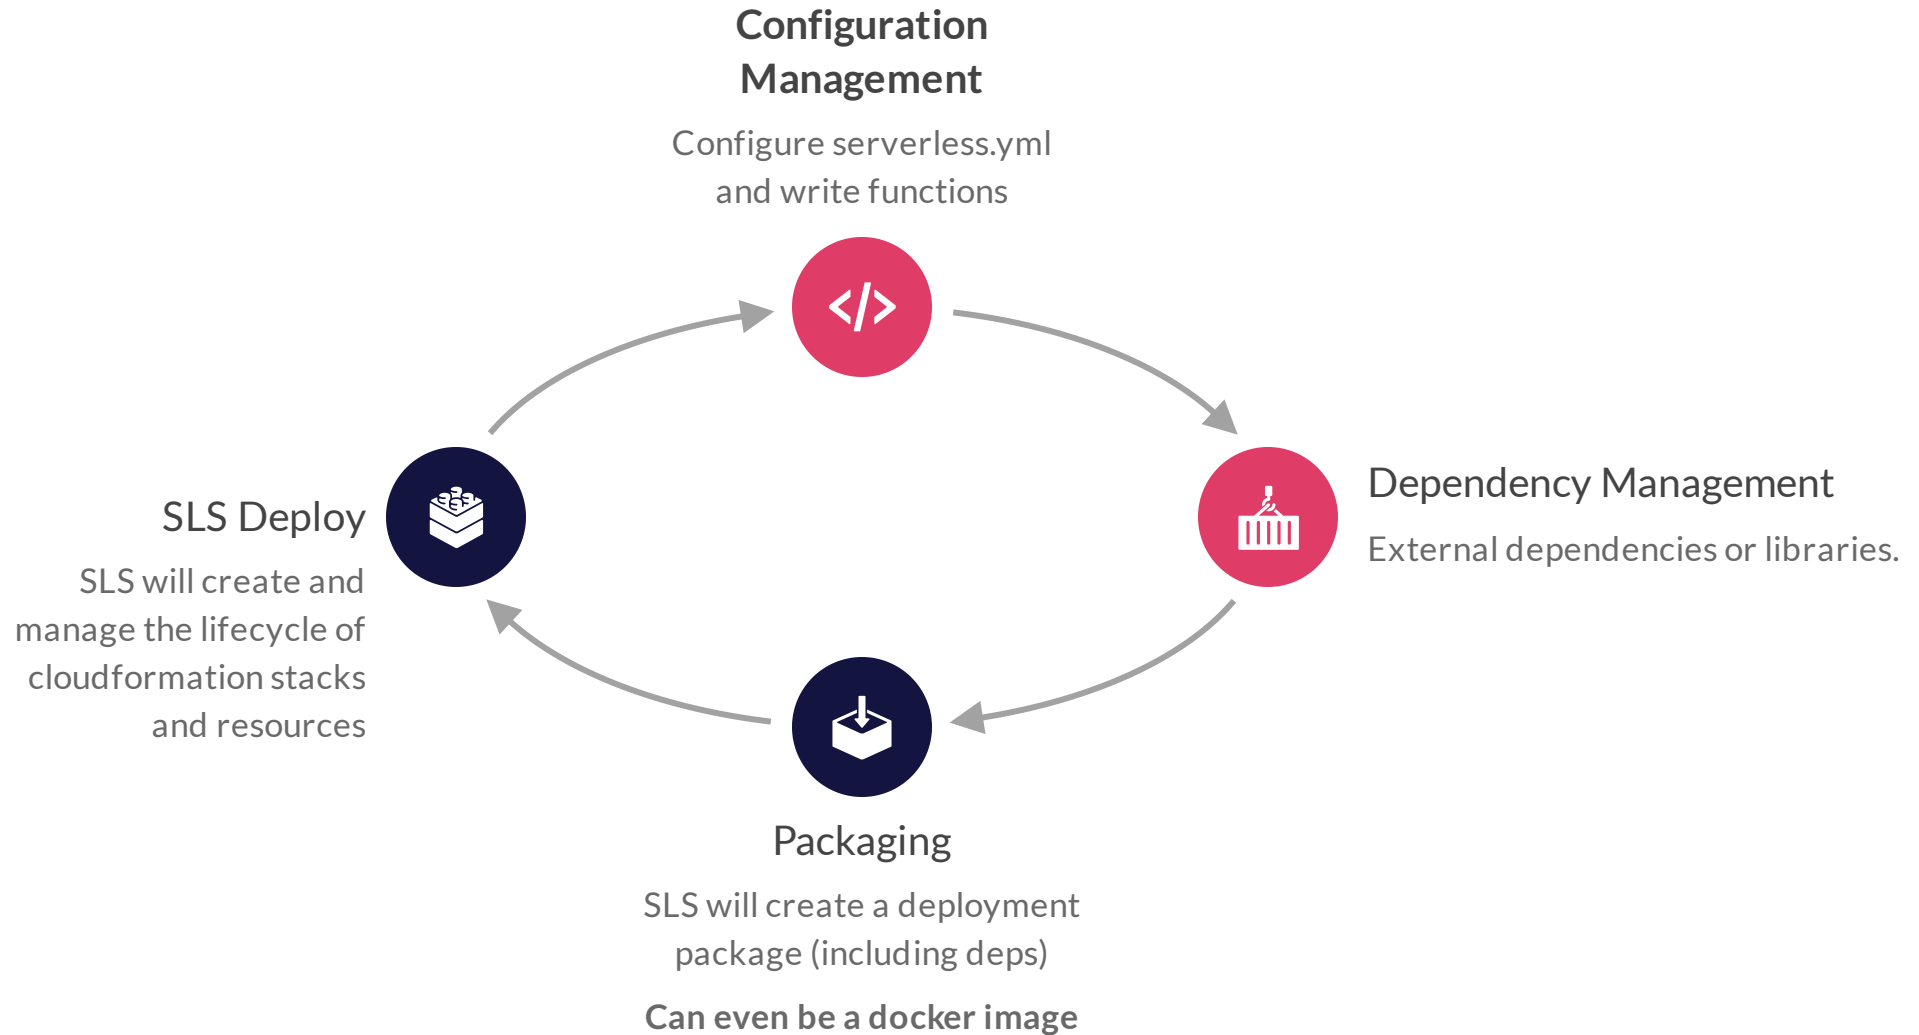 Configuration
Management
Configure serverless.yml
and write functions
Dependency Management
External dependencies or libraries.
SLS Deploy
SLS will create and
manage the lifecycle of
cloudformation stacks
and resources
Packaging
SLS will create a deployment
package (including deps)
Can even be a docker image